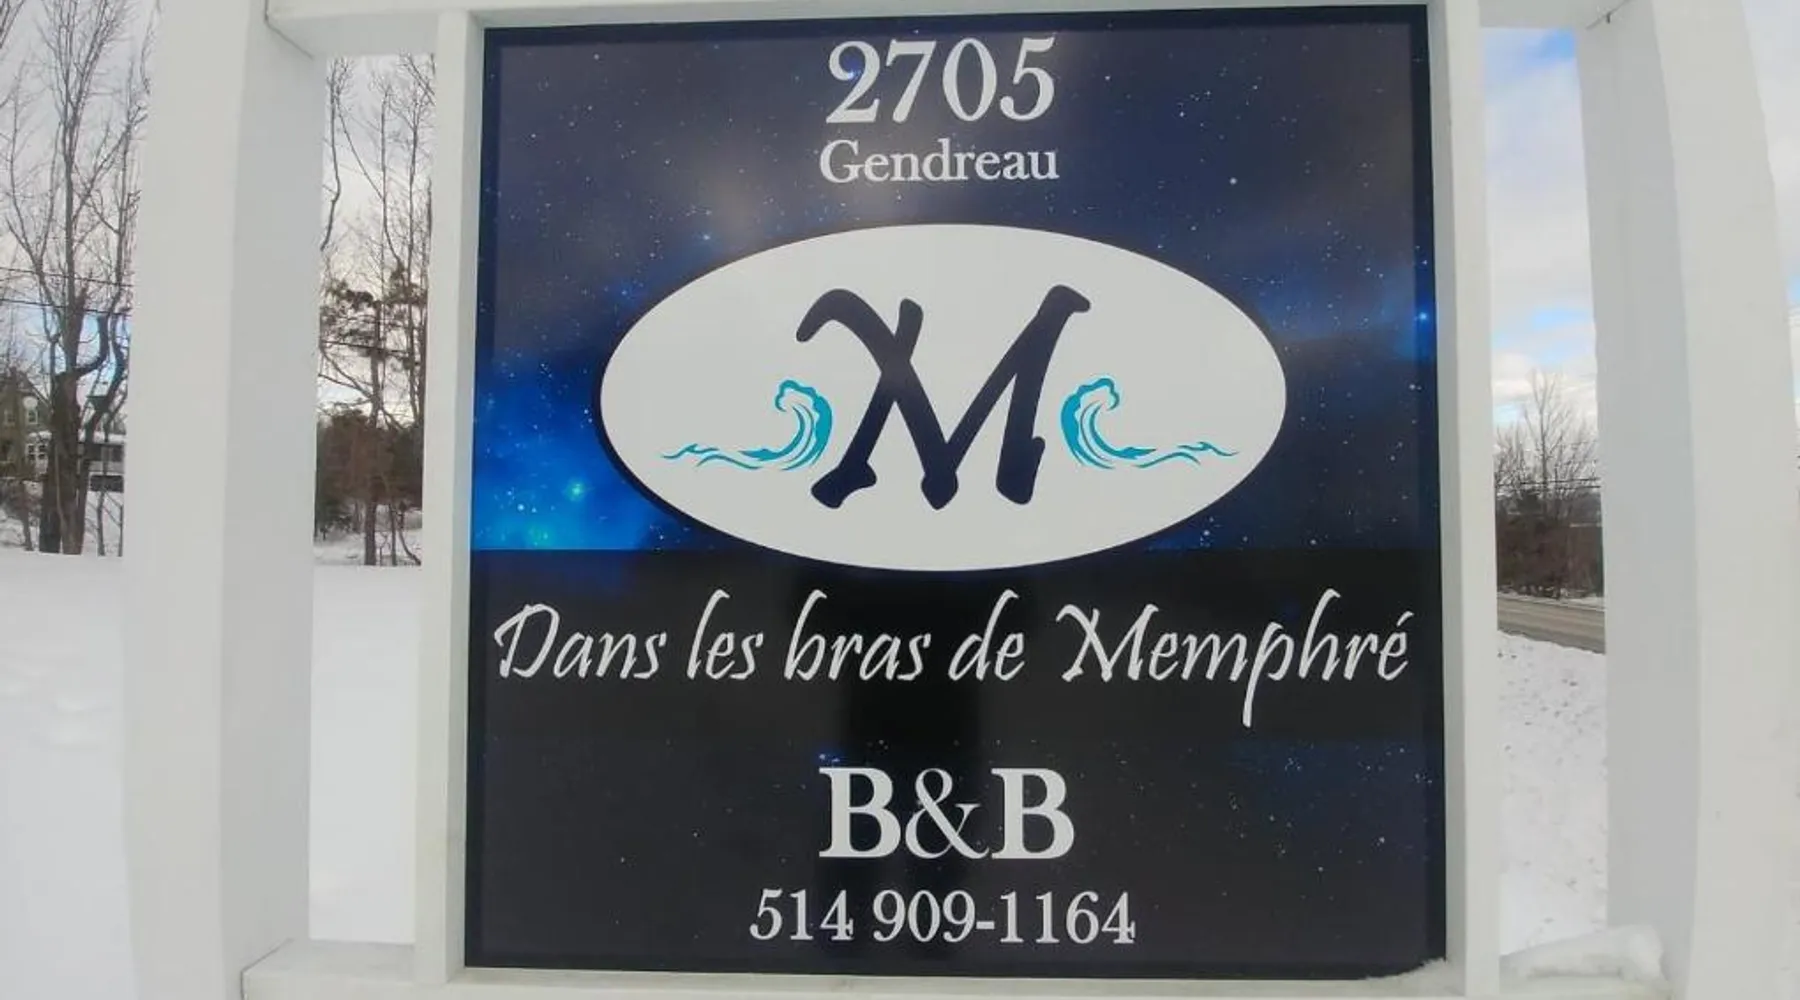 2705
Gendreau
M
Dans les bras de Memphré
B&B
514 909-1164